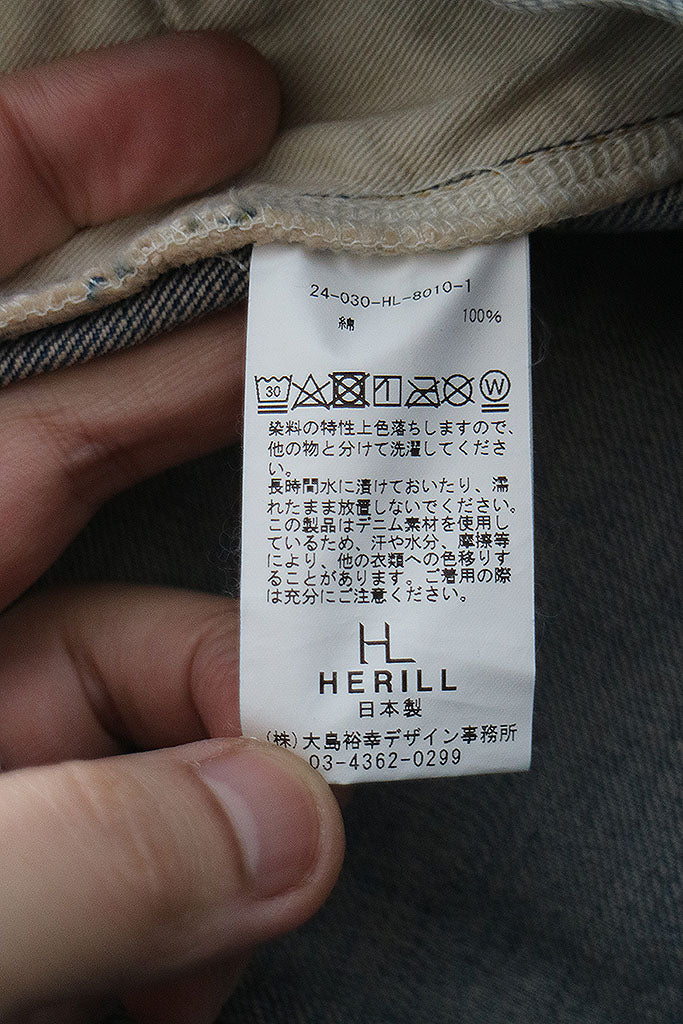 24-030-HL-8010-1
綿 100%
30 W
染料の特性上色落ちしますので、
他の物と分けて洗濯してくださ
い。
長時間水に漬けておいたり、濡
れたまま放置しないでください。
この製品はデニム素材を使用し
ているため、汗や水分、摩擦等
により、他の衣類への色移りす
ることがあります。ご着用の際
は充分にご注意ください。
HL
HERILL
日本製
(株)大島裕幸デザイン事務所
03-4362-0299